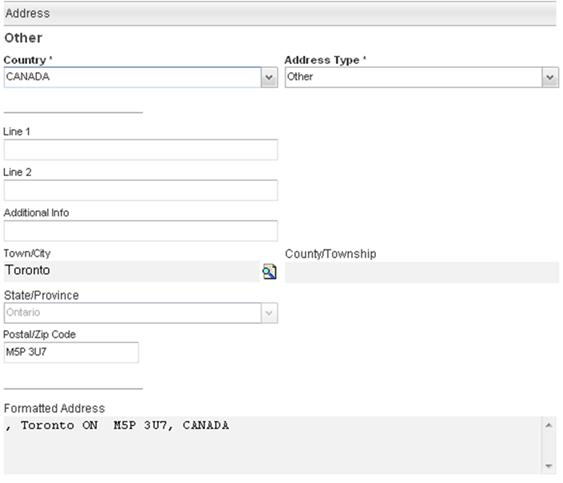 Address
Other
Country * Address Type *
CANADA Other
Line 1
Line 2
Additional Info
Town/City County/Township
Toronto
State/Province
Ontario
Postal/Zip Code
M5P 3U7
Formatted Address
, Toronto ON  M5P 3U7, CANADA